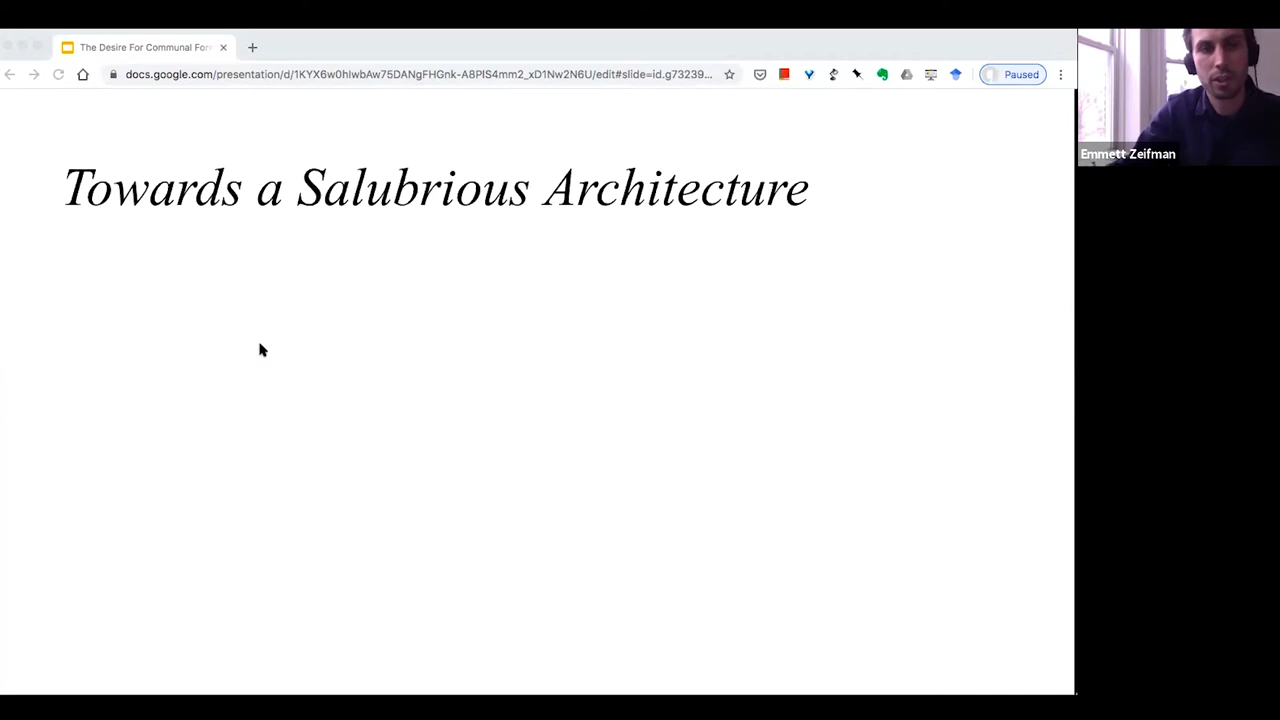 The Desire For Communal For
docs.google.com/presentation/d/1KYX6w0hIwbAw75DANgFHGnk-A8PIS4mm2_xD1Nw2N6U/edit#slide=id.g73239...
Paused
Emmett Zeifman
Towards a Salubrious Architecture